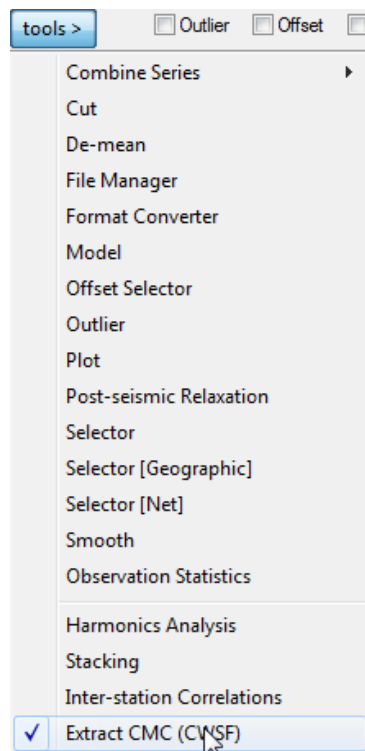 tools > Outlier Offset
Combine Series
Cut
De-mean
File Manager
Format Converter
Model
Offset Selector
Outlier
Plot
Post-seismic Relaxation
Selector
Selector [Geographic]
Selector [Net]
Smooth
Observation Statistics
Harmonics Analysis
Stacking
Inter-station Correlations
Extract CMC (CWSF)